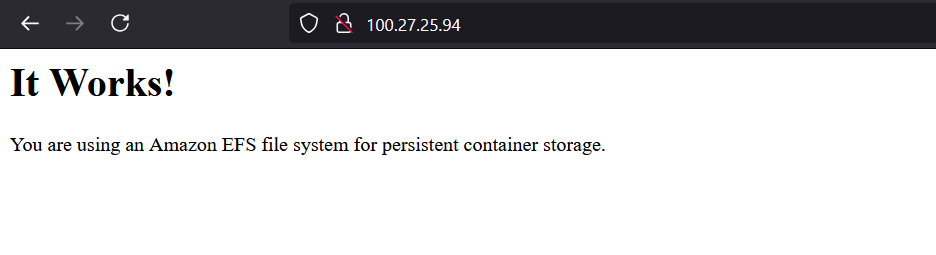 100.27.25.94
It Works!
You are using an Amazon EFS file system for persistent container storage.